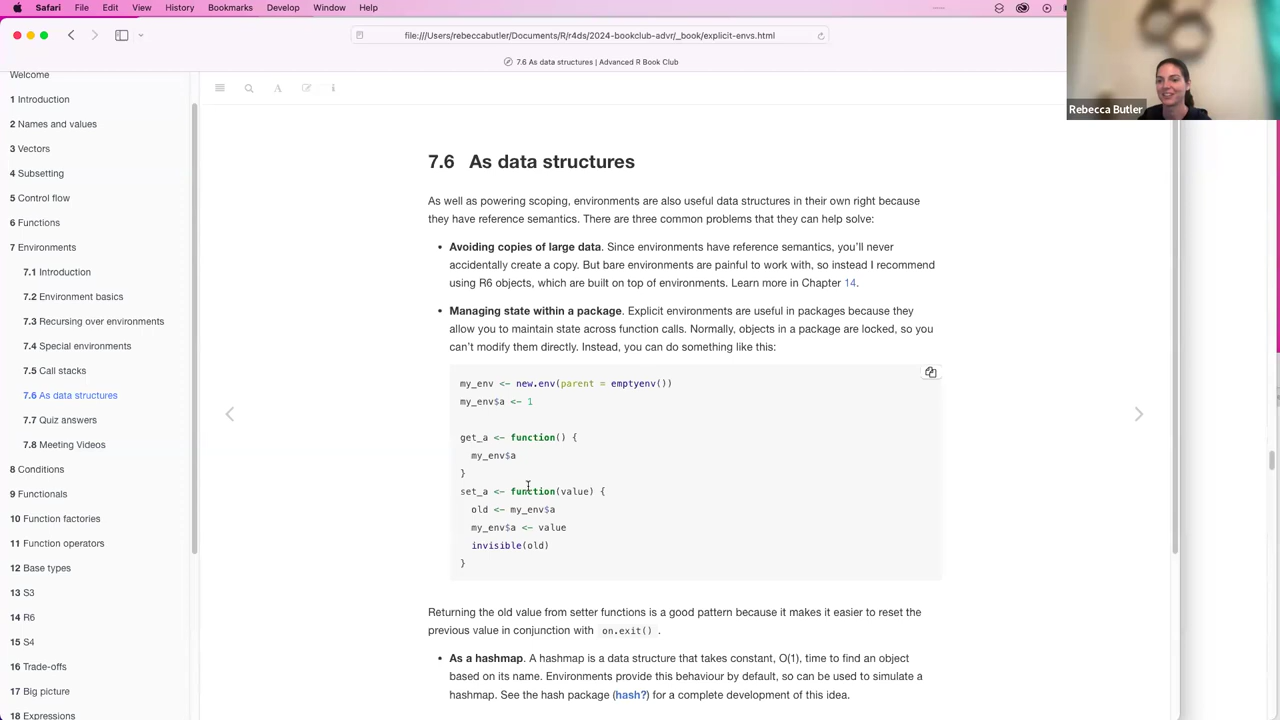 Safari File Edit View History Bookmarks Develop Window Help
file:///Users/rebeccabutler/Documents/R/r4ds/2024-bookclub-advr/_book/explicit-envs.html
7.6 As data structures | Advanced R Book Club
Rebecca Butler
Welcome
1 Introduction
2 Names and values
3 Vectors
4 Subsetting
5 Control flow
6 Functions
7 Environments
7.1 Introduction
7.2 Environment basics
7.3 Recursing over environments
7.4 Special environments
7.5 Call stacks
7.6 As data structures
7.7 Quiz answers
7.8 Meeting Videos
8 Conditions
9 Functionals
10 Function factories
11 Function operators
12 Base types
13 S3
14 R6
15 S4
16 Trade-offs
17 Big picture
18 Expressions
7.6 As data structures
As well as powering scoping, environments are also useful data structures in their own right because
they have reference semantics. There are three common problems that they can help solve:
• Avoiding copies of large data. Since environments have reference semantics, you'll never
accidentally create a copy. But bare environments are painful to work with, so instead I recommend
using R6 objects, which are built on top of environments. Learn more in Chapter 14.
• Managing state within a package. Explicit environments are useful in packages because they
allow you to maintain state across function calls. Normally, objects in a package are locked, so you
can't modify them directly. Instead, you can do something like this:
my_env <- new.env(parent = emptyenv())
my_env$a <- 1
get_a <- function() {
my_env$a
}
set_a <- function(value) {
old <- my_env$a
my_env$a <- value
invisible(old)
}
Returning the old value from setter functions is a good pattern because it makes it easier to reset the
previous value in conjunction with on.exit() .
• As a hashmap. A hashmap is a data structure that takes constant, O(1), time to find an object
based on its name. Environments provide this behaviour by default, so can be used to simulate a
hashmap. See the hash package (hash?) for a complete development of this idea.